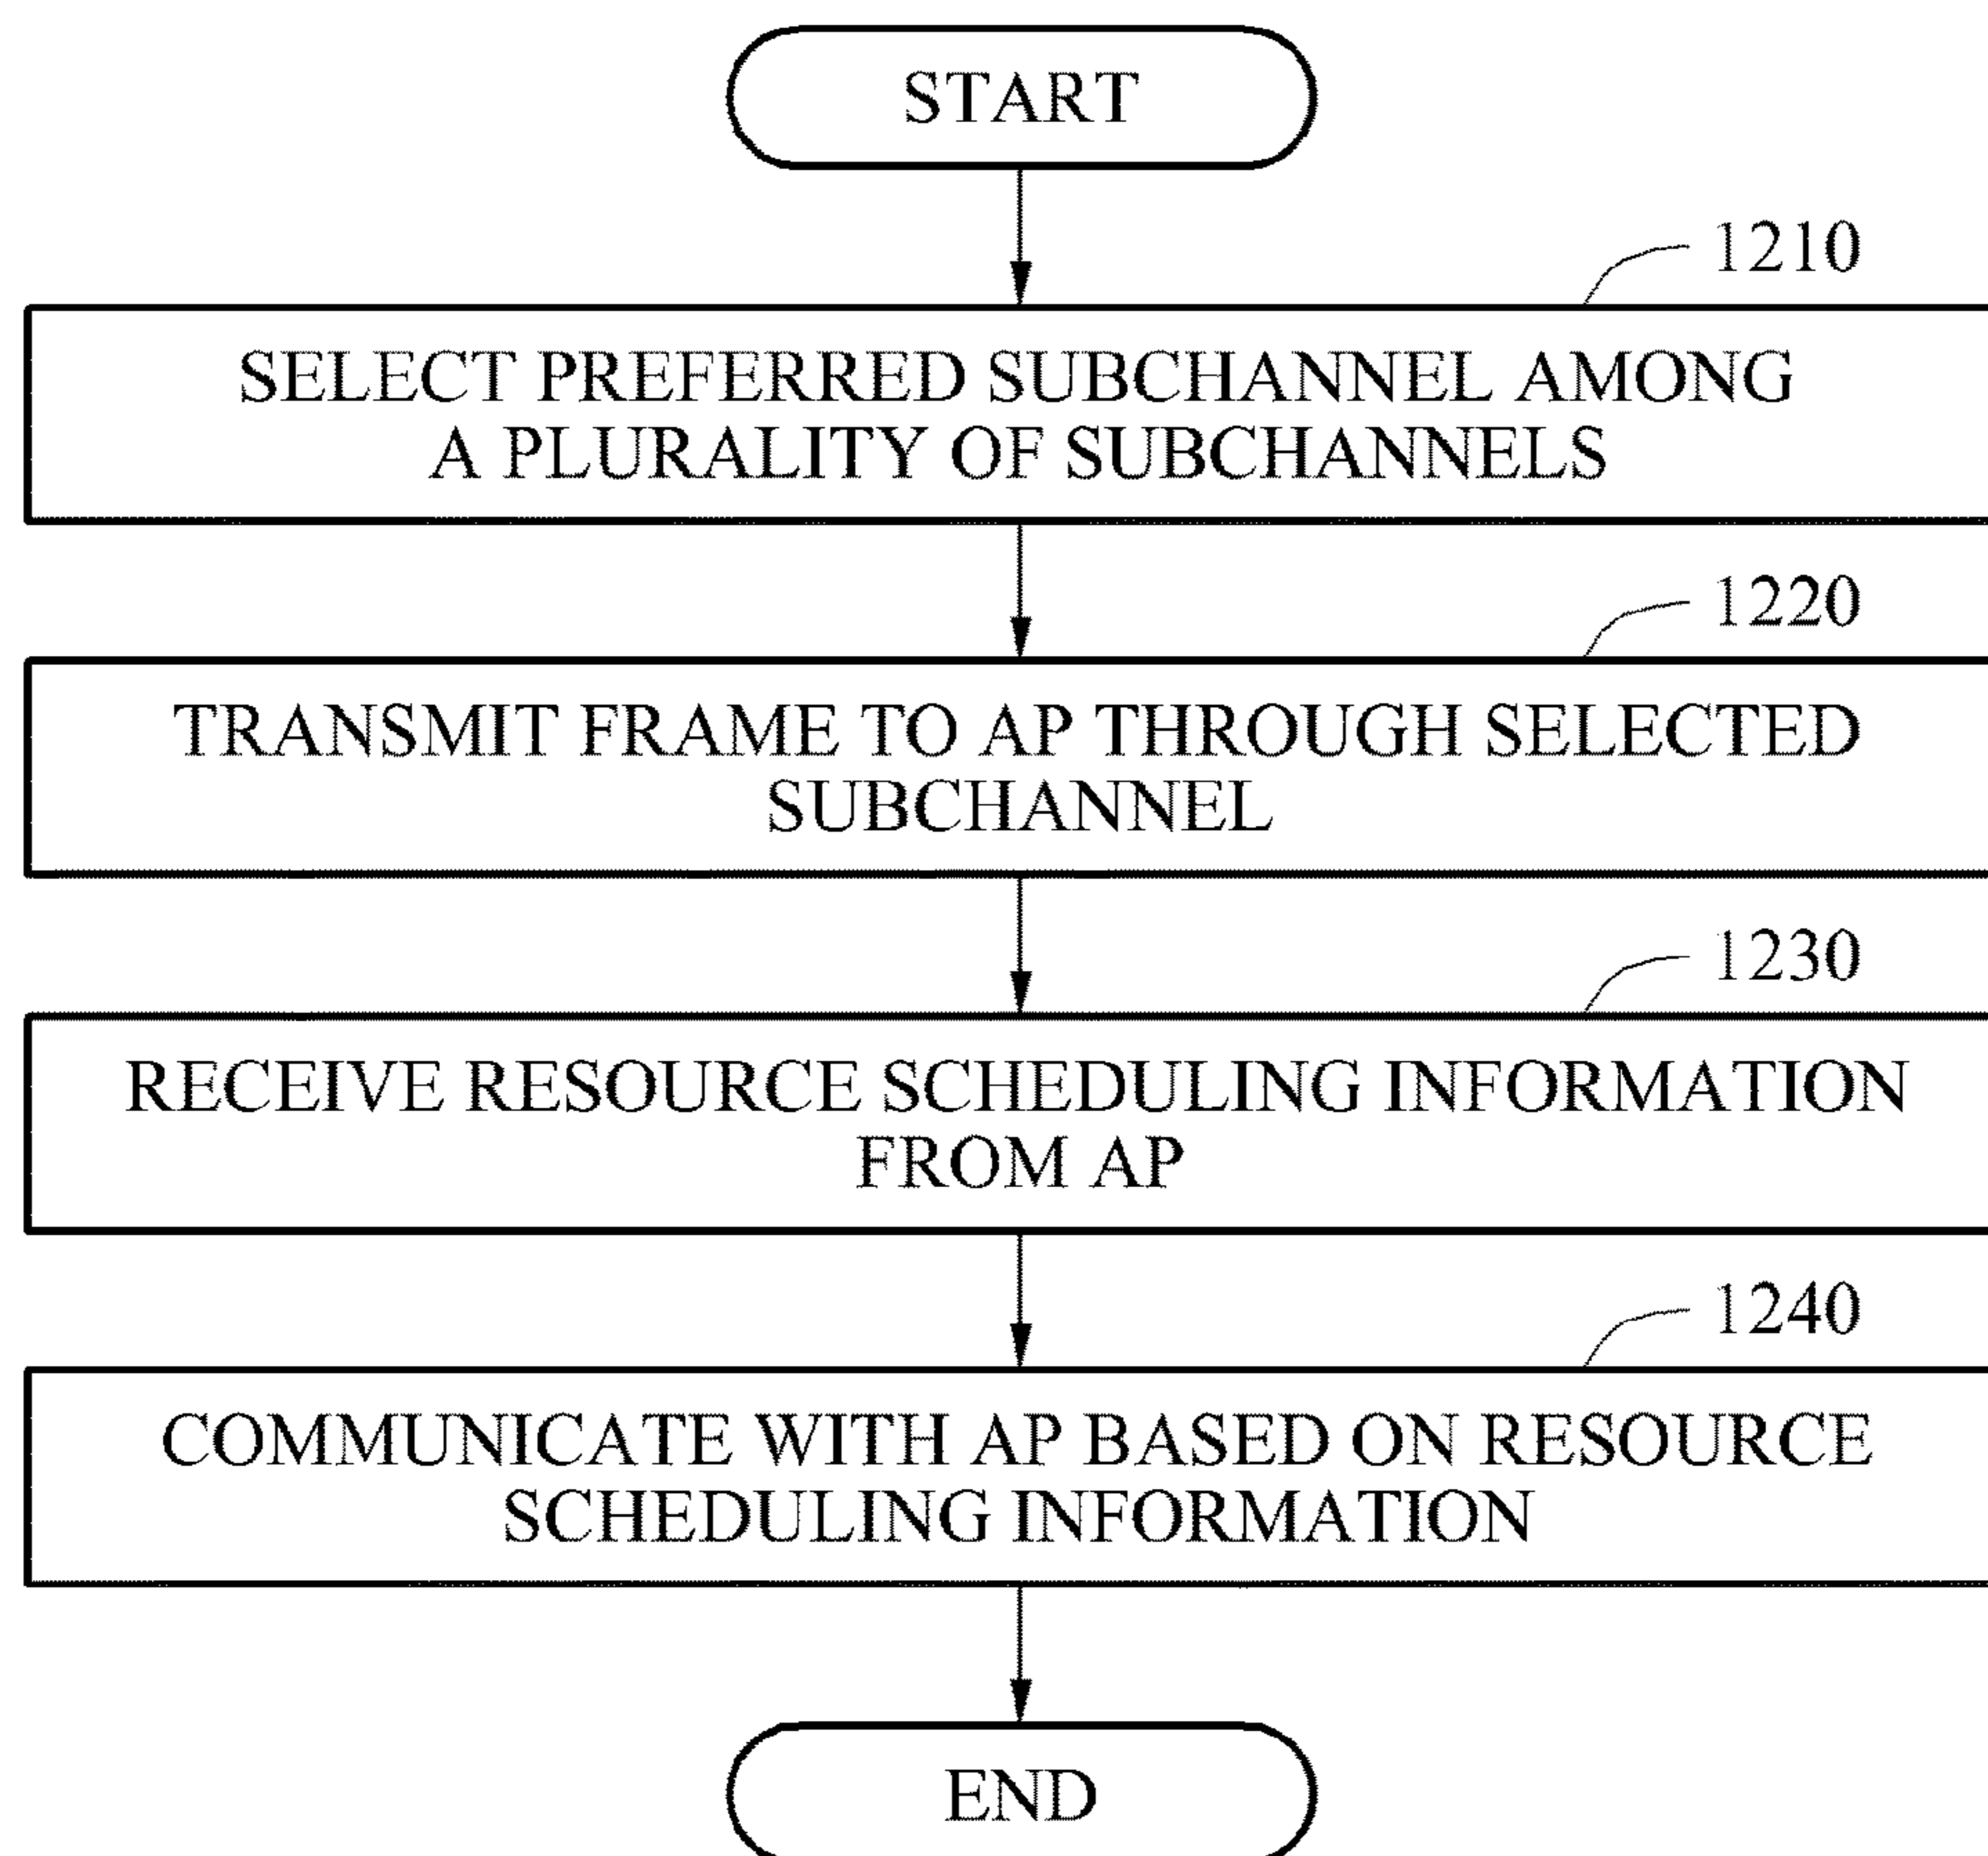 START
1210
SELECT PREFERRED SUBCHANNEL AMONG
A PLURALITY OF SUBCHANNELS
1220
TRANSMIT FRAME TO AP THROUGH SELECTED
SUBCHANNEL
1230
RECEIVE RESOURCE SCHEDULING INFORMATION
FROM AP
1240
COMMUNICATE WITH AP BASED ON RESOURCE
SCHEDULING INFORMATION
END